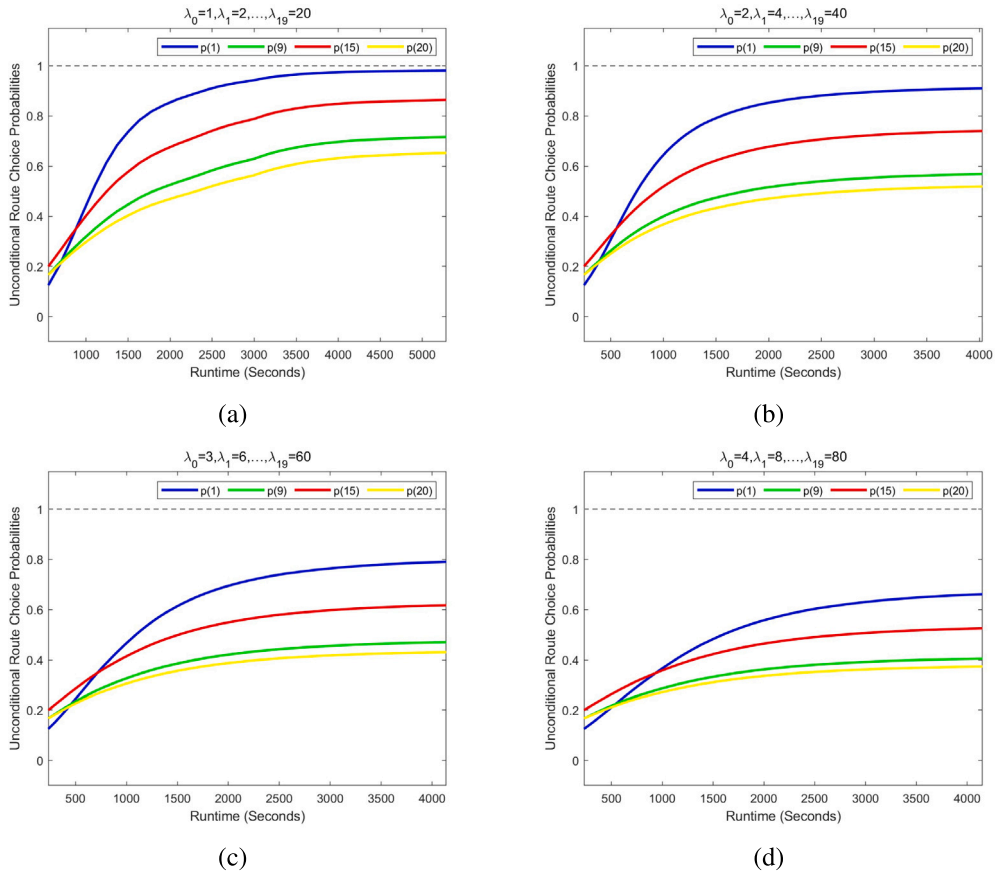 λ0=1,λ1=2,...,λ19=20
p(1) p(9) p(15) p(20)
Unconditional Route Choice Probabilities
1
0.8
0.6
0.4
0.2
0
1000 1500 2000 2500 3000 3500 4000 4500 5000
Runtime (Seconds)
(a)
λ0=2,λ1=4,...,λ19=40
p(1) p(9) p(15) p(20)
Unconditional Route Choice Probabilities
1
0.8
0.6
0.4
0.2
0
500 1000 1500 2000 2500 3000 3500 4000
Runtime (Seconds)
(b)
λ0=3,λ1=6,...,λ19=60
p(1) p(9) p(15) p(20)
Unconditional Route Choice Probabilities
1
0.8
0.6
0.4
0.2
0
500 1000 1500 2000 2500 3000 3500 4000
Runtime (Seconds)
(c)
λ0=4,λ1=8,...,λ19=80
p(1) p(9) p(15) p(20)
Unconditional Route Choice Probabilities
1
0.8
0.6
0.4
0.2
0
500 1000 1500 2000 2500 3000 3500 4000
Runtime (Seconds)
(d)